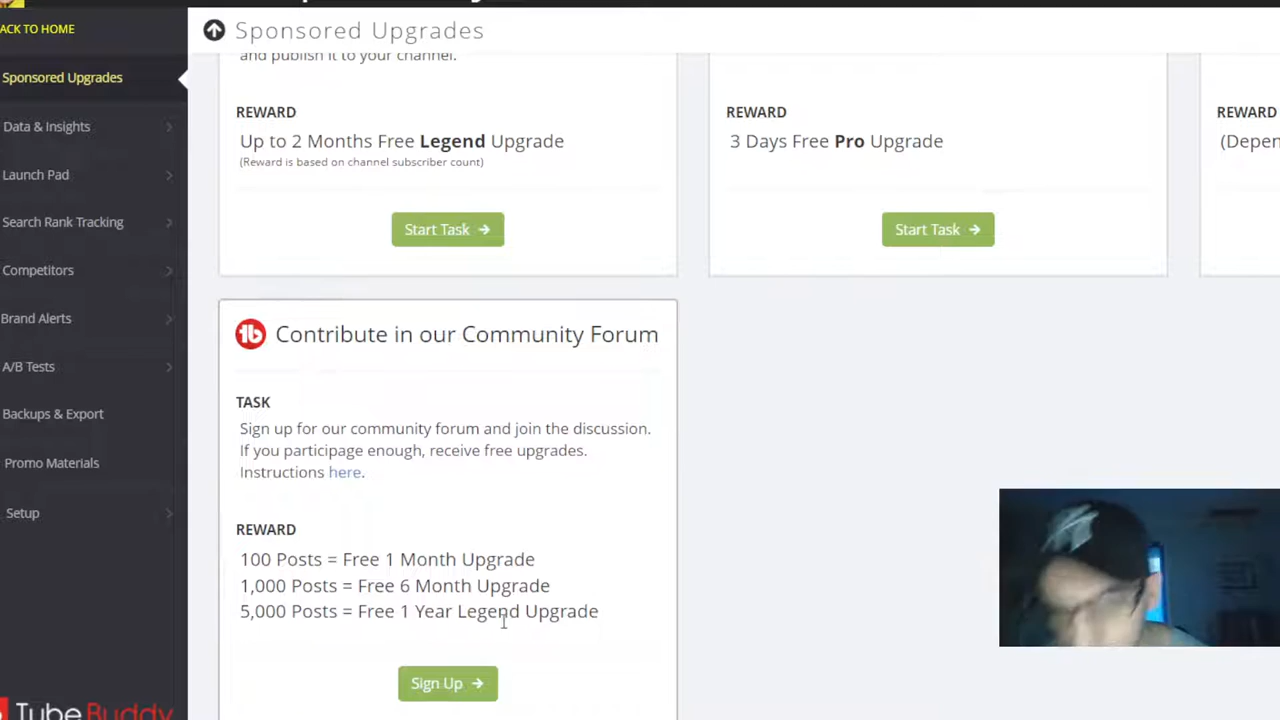 ACK TO HOME
Sponsored Upgrades
Data & Insights
Launch Pad
Search Rank Tracking
Competitors
Brand Alerts
A/B Tests
Backups & Export
Promo Materials
Setup
TubeBuddy
Sponsored Upgrades
and publish it to your channel.
REWARD
Up to 2 Months Free Legend Upgrade
(Reward is based on channel subscriber count)
Start Task
REWARD
3 Days Free Pro Upgrade
Start Task
REWARD
(Depen
Contribute in our Community Forum
TASK
Sign up for our community forum and join the discussion.
If you participage enough, receive free upgrades.
Instructions here.
REWARD
100 Posts = Free 1 Month Upgrade
1,000 Posts = Free 6 Month Upgrade
5,000 Posts = Free 1 Year Legend Upgrade
Sign Up